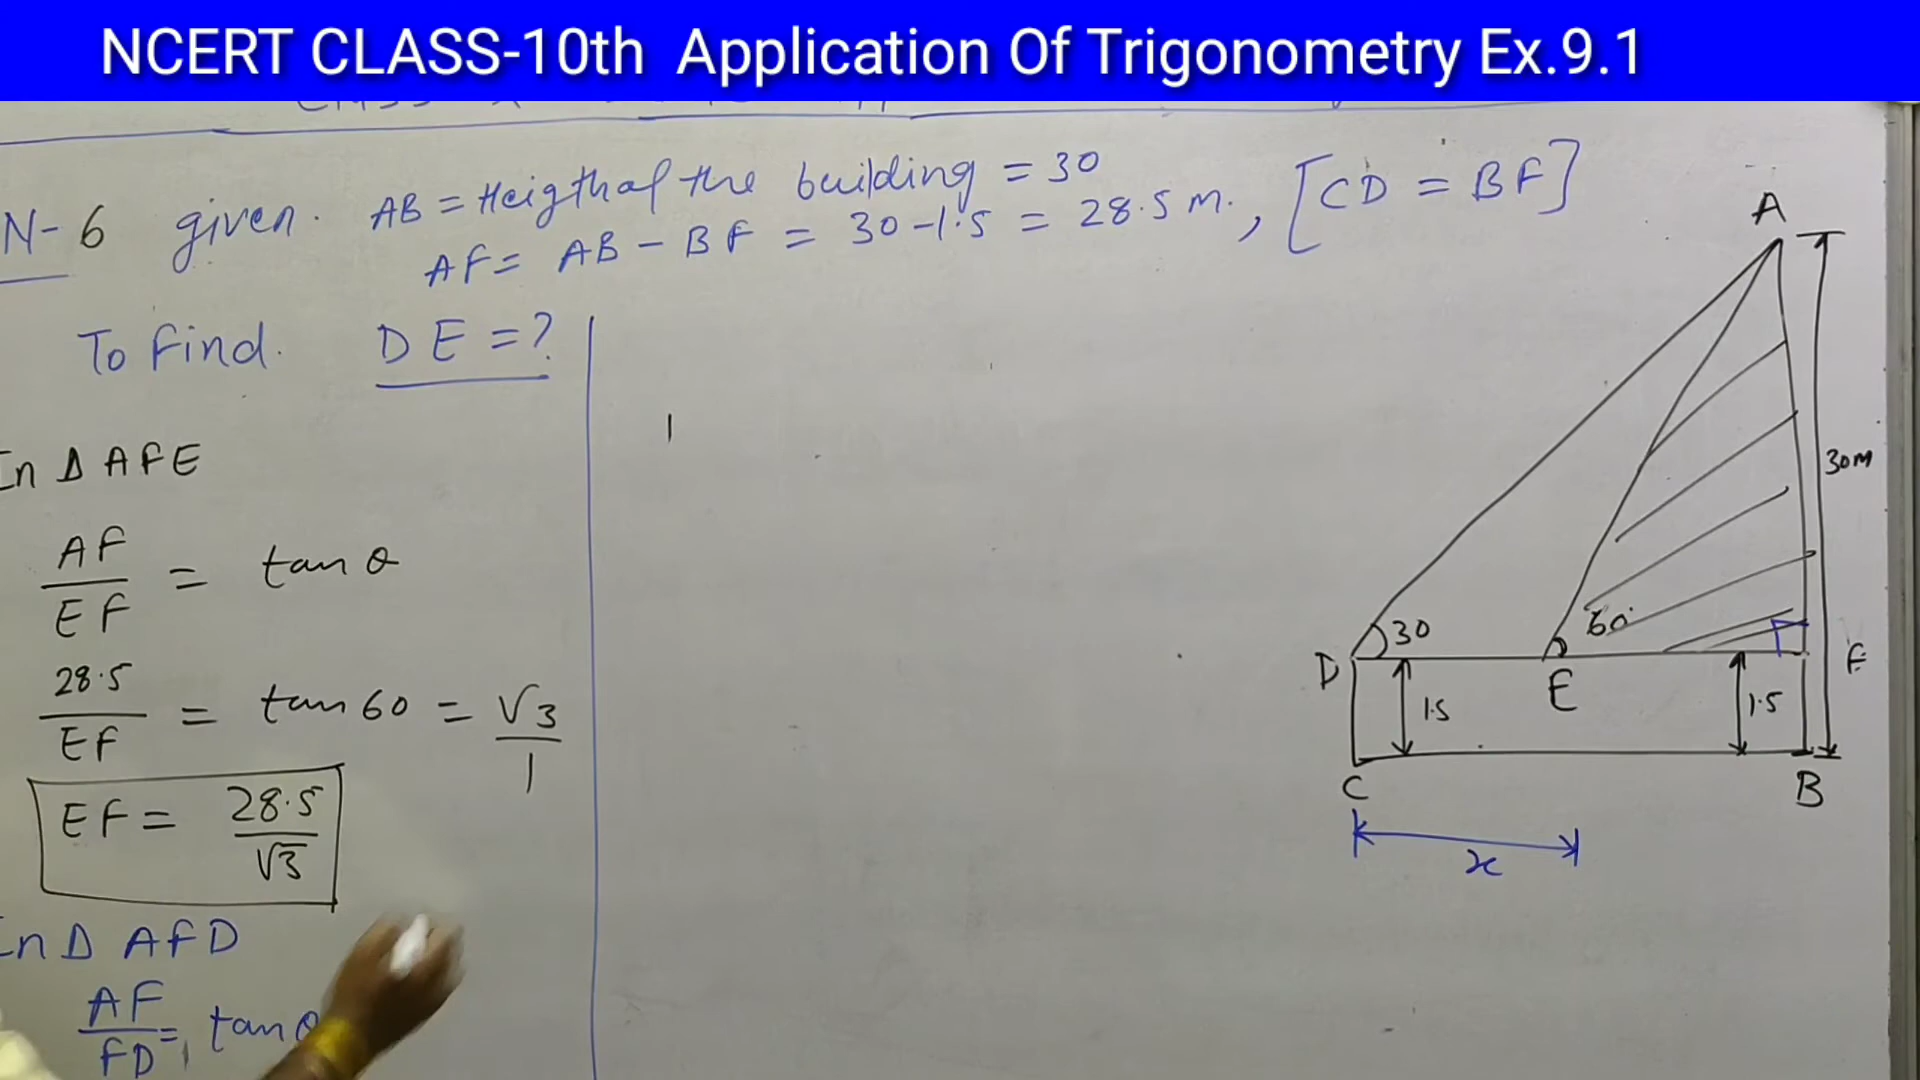 NCERT CLASS-10th Application Of Trigonometry Ex.9.1
N-6 given. AB = Heigthof the building = 30
AF = AB - BF = 30-1.5 = 28.5 m., [CD = BF]
To Find. DE = ?
In Δ AFE
AF/EF = tan θ
28.5/EF = tan 60 = √3/1
EF = 28.5/√3
In Δ AFD
AF/FD = tan θ
A
30m
30
60°
D
E
F
1.5
1.5
C
B
x